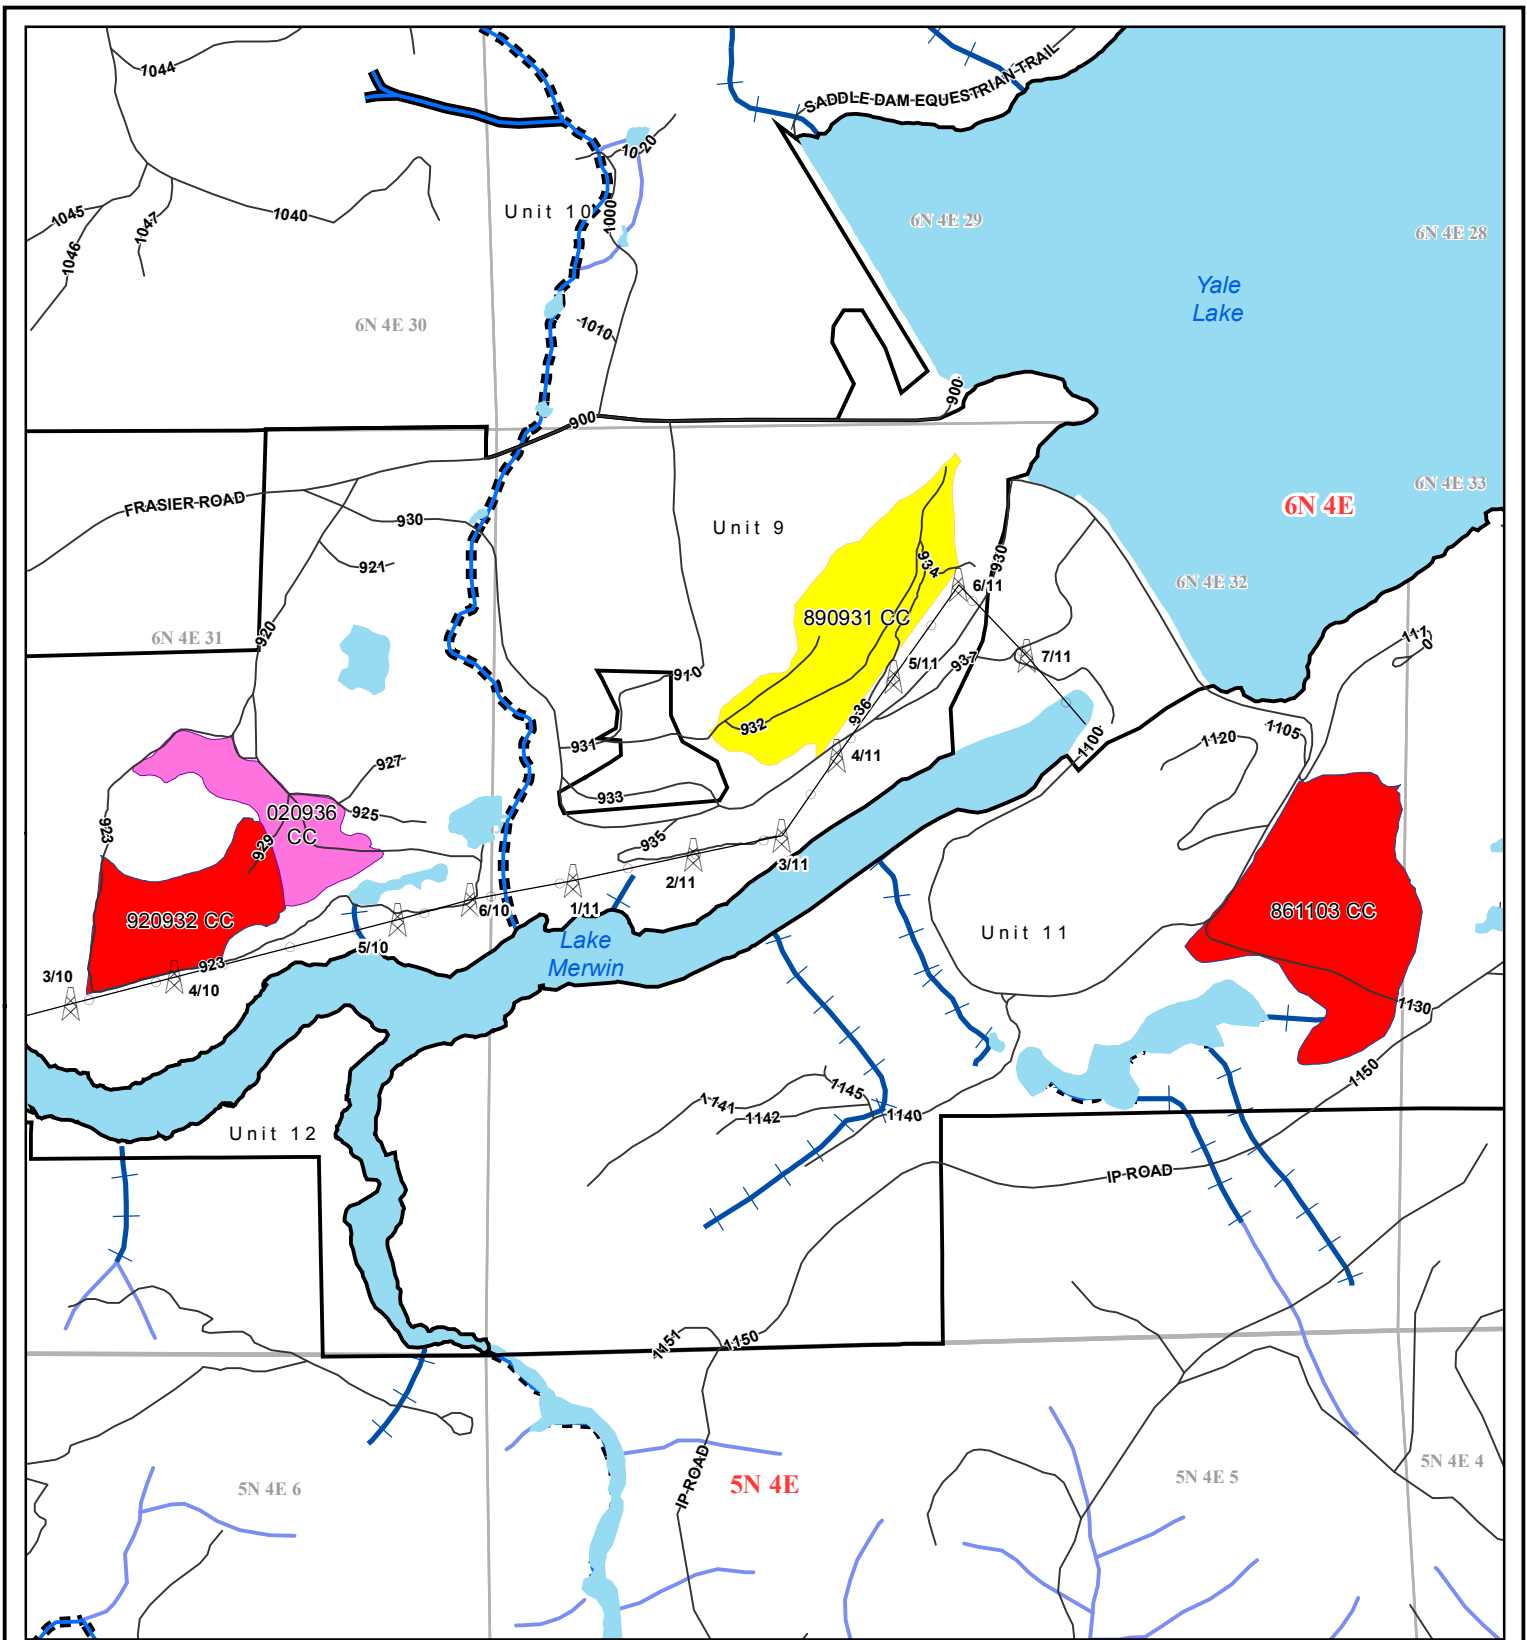 1044
SADDLE DAM EQUESTRIAN TRAIL
1020
1045
1047
1040
Unit 10
1000
6N 4E 29
6N 4E 28
1046
Yale
Lake
6N 4E 30
1010
900
900
FRASIER ROAD
930
Unit 9
6N 4E 33
6N 4E
921
934
930
6/11
6N 4E 32
920
6N 4E 31
890931 CC
1110
910
5/11
937
7/11
936
932
931
4/11
1100
1105
1120
927
933
020936
CC
925
923
929
935
3/11
2/11
920932 CC
6/10
1/11
861103 CC
Unit 11
5/10
Lake
Merwin
923
3/10
4/10
1130
1150
1145
1141
1142
1140
Unit 12
IP ROAD
1151
1150
5N 4E 6
IP ROAD
5N 4E
5N 4E 5
5N 4E 4